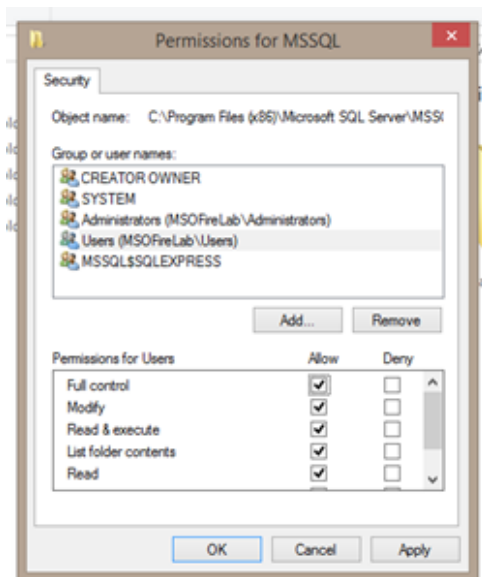 Permissions for MSSQL
Security
Object name: C:\Program Files (x86)\Microsoft SQL Server\MSS
Group or user names:
CREATOR OWNER
SYSTEM
Administrators (MSOFireLab\Administrators)
Users (MSOFireLab\Users)
MSSQL$SQLEXPRESS
Add... Remove
Permissions for Users Allow Deny
Full control
Modify
Read & execute
List folder contents
Read
OK Cancel Apply